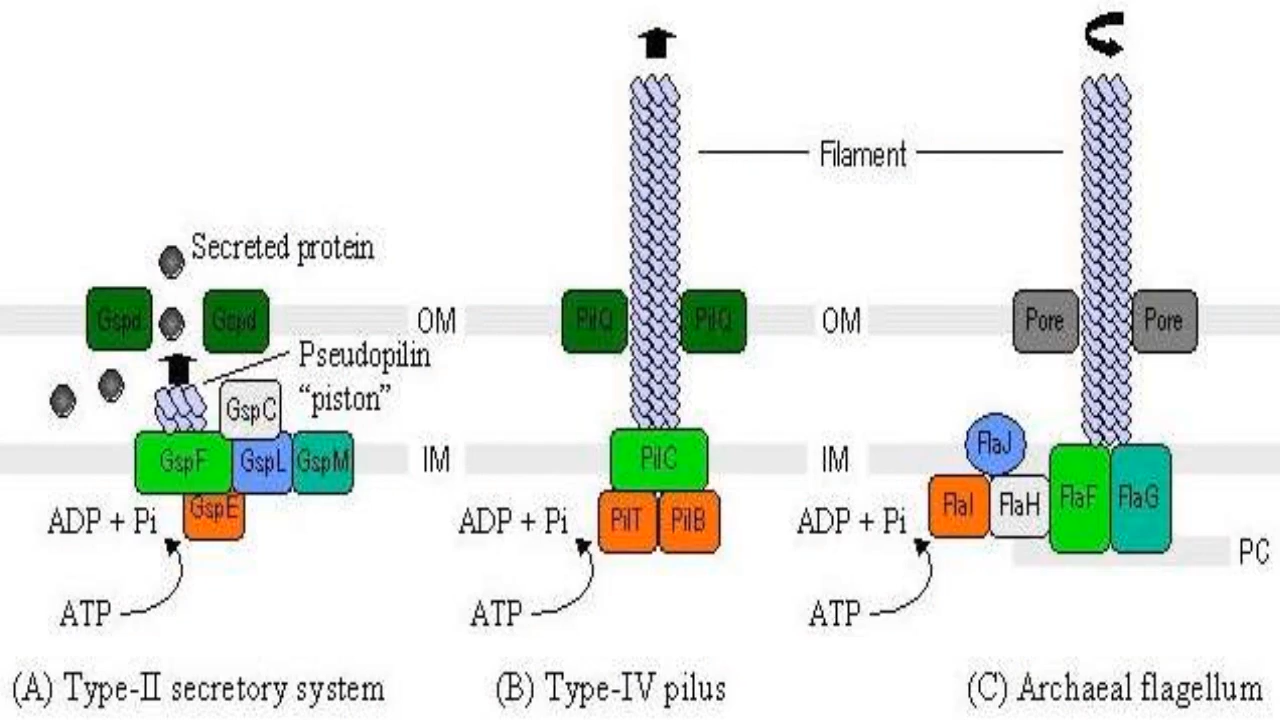 Filament
Secreted protein
Gspd
Gspd
OM
PilQ
PilQ
OM
Pore
Pore
Pseudopilin
“piston”
GspC
GspF
GspL
GspM
IM
PilC
IM
FlaJ
GspE
ADP + Pi
ADP + Pi
PilT
PilB
ADP + Pi
FlaI
FlaH
FlaF
FlaG
PC
ATP
ATP
ATP
(A) Type-II secretory system
(B) Type-IV pilus
(C) Archaeal flagellum